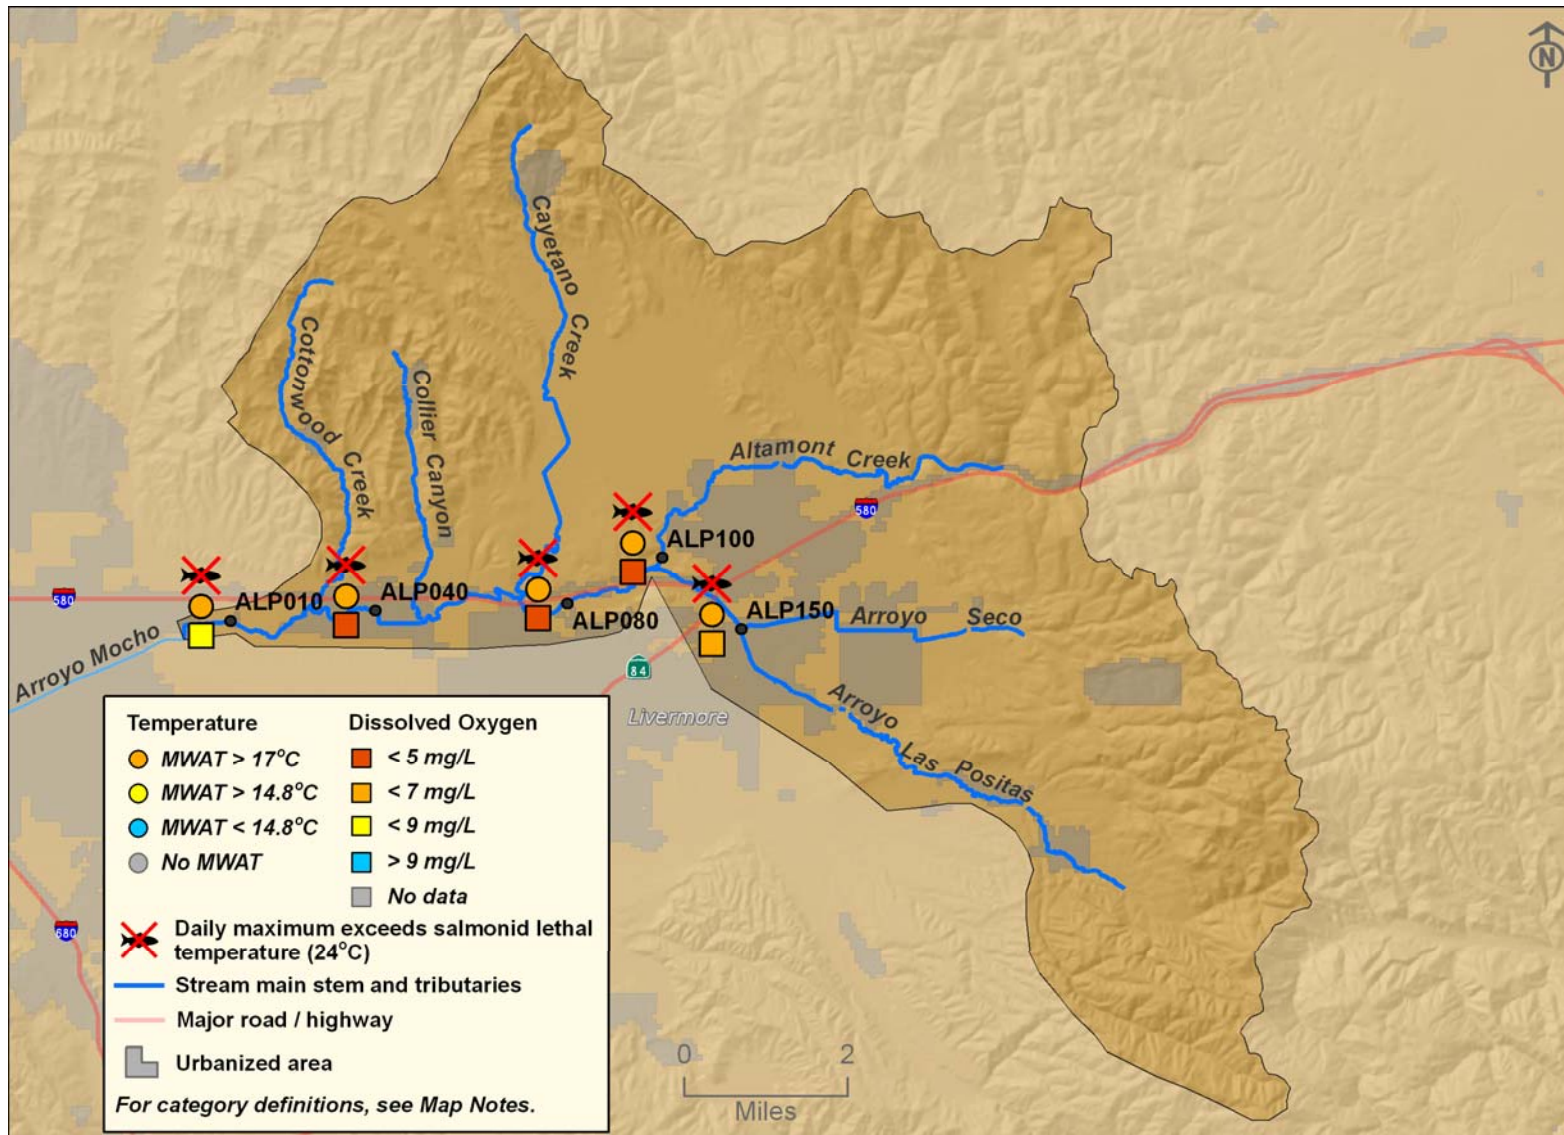 N
Cayetano Creek
Cottonwood Creek
Collier Canyon
Altamont Creek
580
ALP100
580
ALP010
ALP040
ALP080
ALP150
Arroyo Seco
Arroyo Mocho
84
Livermore
Arroyo Las Positas
Temperature
MWAT > 17°C
MWAT > 14.8°C
MWAT < 14.8°C
No MWAT
Dissolved Oxygen
< 5 mg/L
< 7 mg/L
< 9 mg/L
> 9 mg/L
No data
Daily maximum exceeds salmonid lethal
temperature (24°C)
Stream main stem and tributaries
Major road / highway
Urbanized area
For category definitions, see Map Notes.
680
0 2
Miles